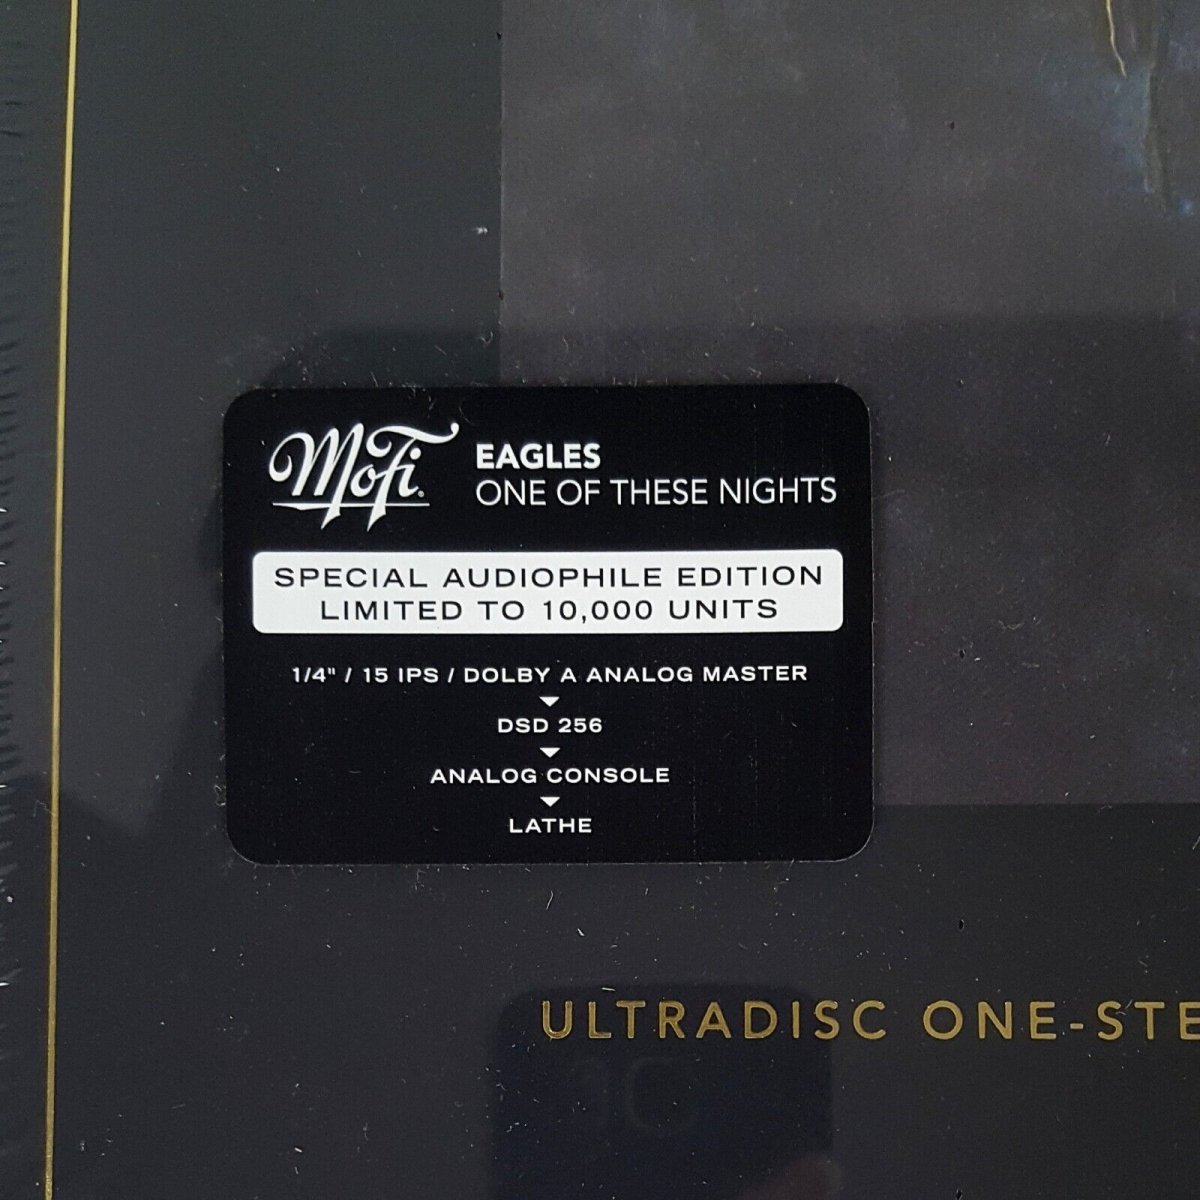 MoFi®
EAGLES
ONE OF THESE NIGHTS
SPECIAL AUDIOPHILE EDITION
LIMITED TO 10,000 UNITS
1/4" / 15 IPS / DOLBY A ANALOG MASTER
DSD 256
ANALOG CONSOLE
LATHE
ULTRADISC ONE-STE